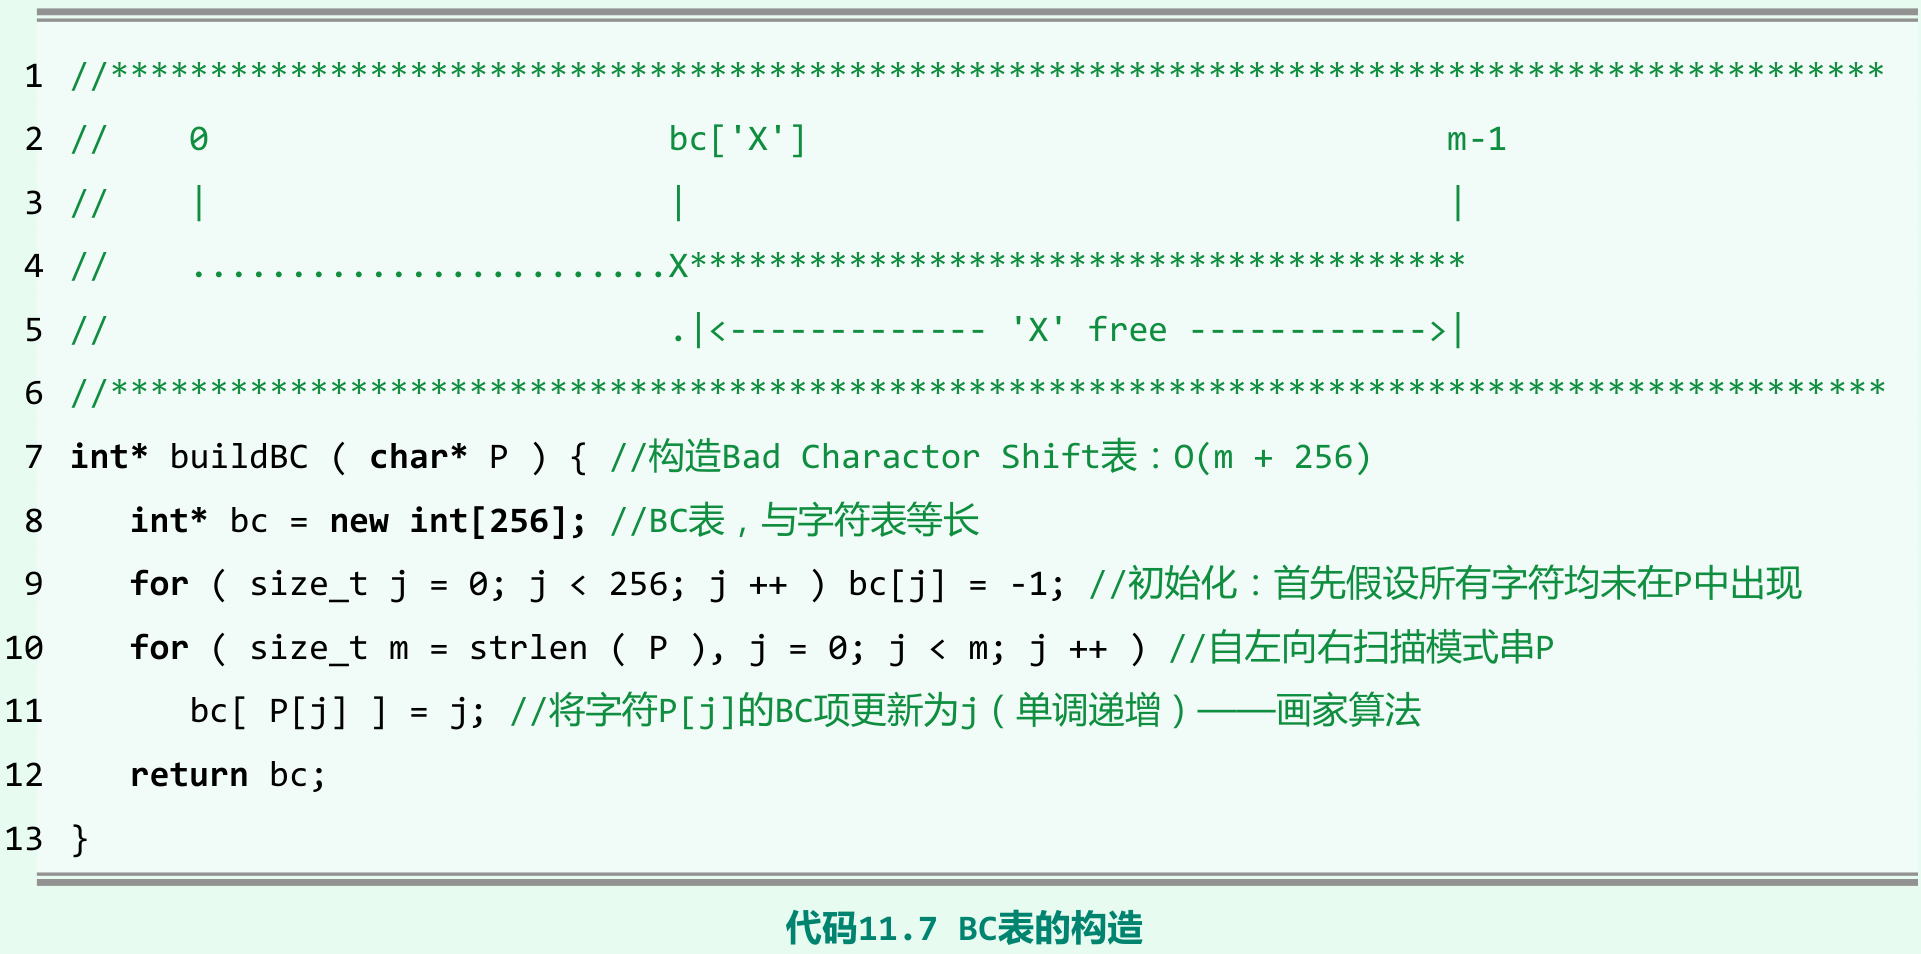 1 //*****************************************************************************************
2 //    0                       bc['X']                                m-1
3 //    |                       |                                      |
4 //    ........................X***************************************
5 //                            .|<------------- 'X' free ------------>|
6 //*****************************************************************************************
7 int* buildBC ( char* P ) { //构造Bad Charactor Shift表：O(m + 256)
8    int* bc = new int[256]; //BC表，与字符表等长
9    for ( size_t j = 0; j < 256; j ++ ) bc[j] = -1; //初始化：首先假设所有字符均未在P中出现
10    for ( size_t m = strlen ( P ), j = 0; j < m; j ++ ) //自左向右扫描模式串P
11       bc[ P[j] ] = j; //将字符P[j]的BC项更新为j（单调递增）——画家算法
12    return bc;
13 }
代码11.7 BC表的构造